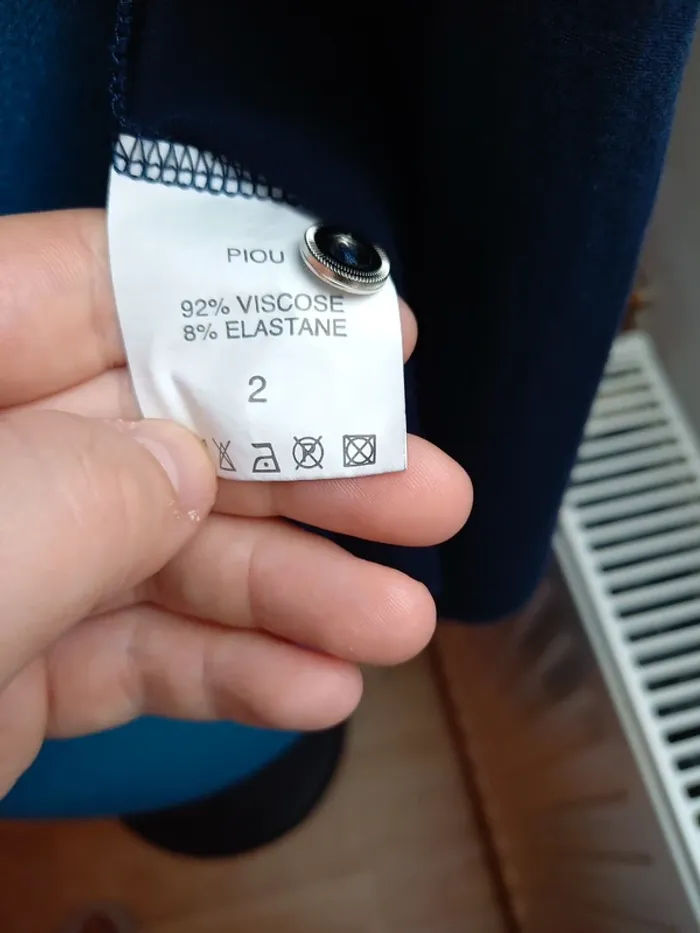 PIOU
92% VISCOSE
8% ELASTANE
2
P